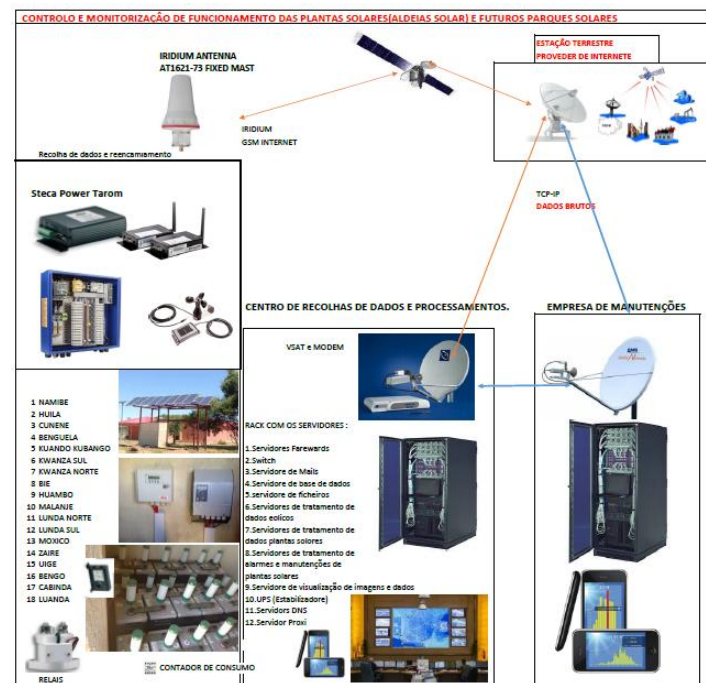 CONTROLO E MONITORIZAÇÃO DE FUNCIONAMENTO DAS PLANTAS SOLARES(ALDEIAS SOLAR) E FUTUROS PARQUES SOLARES
IRIDIUM ANTENNA
AT1621-73 FIXED MAST
ESTAÇÃO TERRESTRE
PROVEDER DE INTERNETE
IRIDIUM
GSM INTERNET
Recolha de dados e reencamiamento
Steca Power Tarom
TCP-IP
DADOS BRUTOS
CENTRO DE RECOLHAS DE DADOS E PROCESSAMENTOS.
EMPRESA DE MANUTENÇÕES
VSAT e MODEM
1 NAMIBE
2 HUILA
3 CUNENE
4 BENGUELA
5 KUANDO KUBANGO
6 KWANZA SUL
7 KWANZA NORTE
8 BIE
9 HUAMBO
10 MALANJE
11 LUNDA NORTE
12 LUNDA SUL
13 MOXICO
14 ZAIRE
15 UIGE
16 BENGO
17 CABINDA
18 LUANDA
RELAIS
CONTADOR DE CONSUMO
RACK COM OS SERVIDORES :
1.Servidores Farewards
2.Switch
3.Servidore de Mails
4.Servidore de base de dados
5.servidore de ficheiros
6.Servidores de tratamento de
dados eolicos
7.Servidores de tratamento de
dados plantas solores
8.Servidores de tratamento de
alarmes e manutenções de
plantas solares
9.Servidore de visualização de imagens e dados
10.UPS (Estabilizadore)
11.Servidors DNS
12.Servidor Proxi